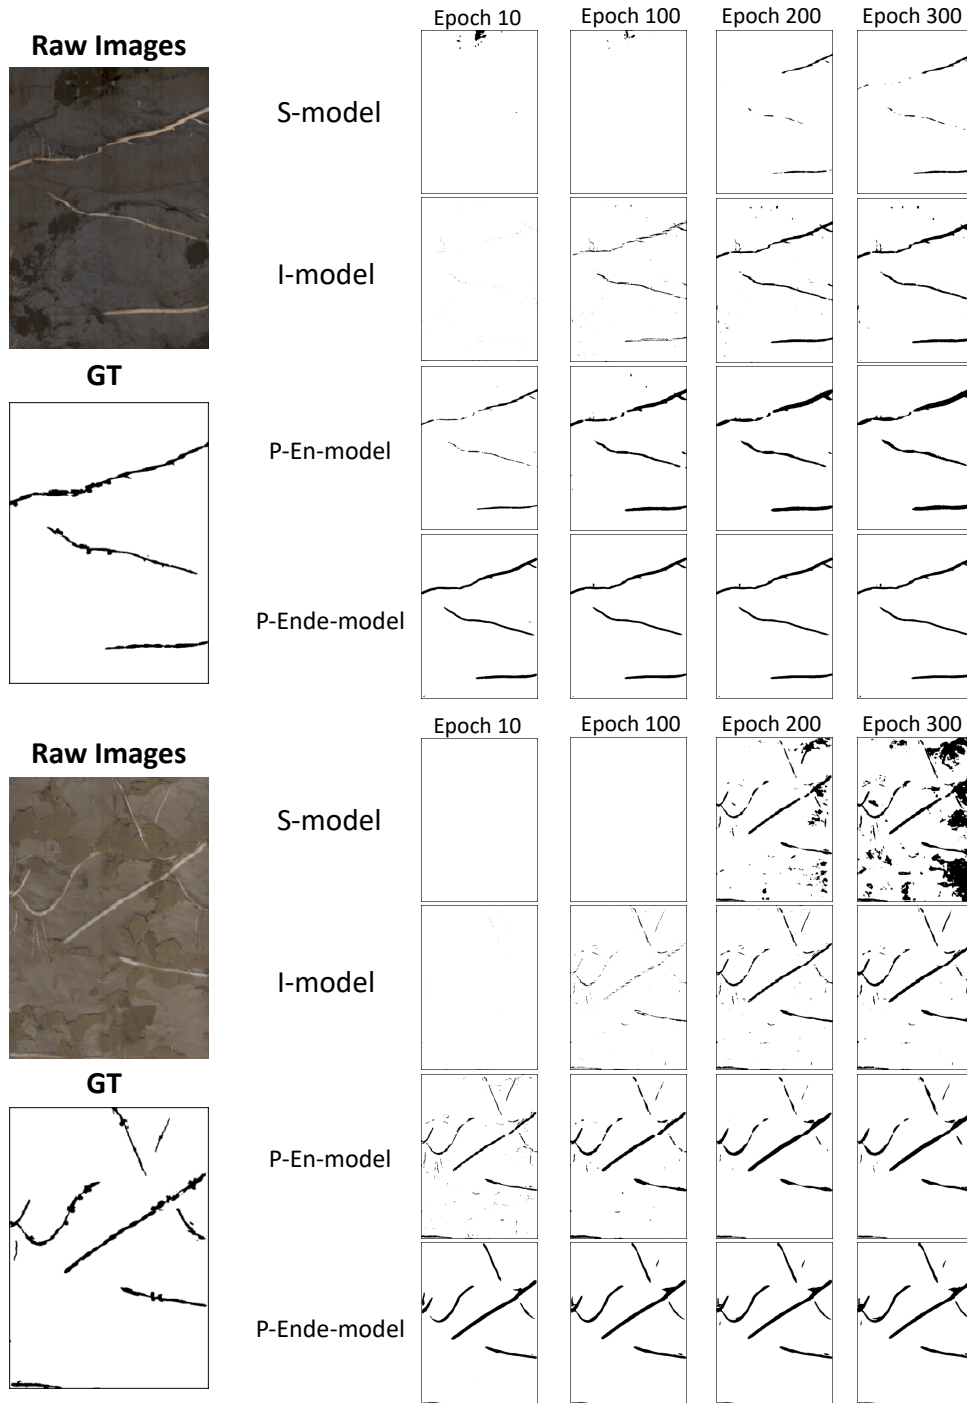 Epoch 10 Epoch 100 Epoch 200 Epoch 300
Raw Images
S-model
I-model
GT
P-En-model
P-Ende-model
Epoch 10 Epoch 100 Epoch 200 Epoch 300
Raw Images
S-model
I-model
GT
P-En-model
P-Ende-model